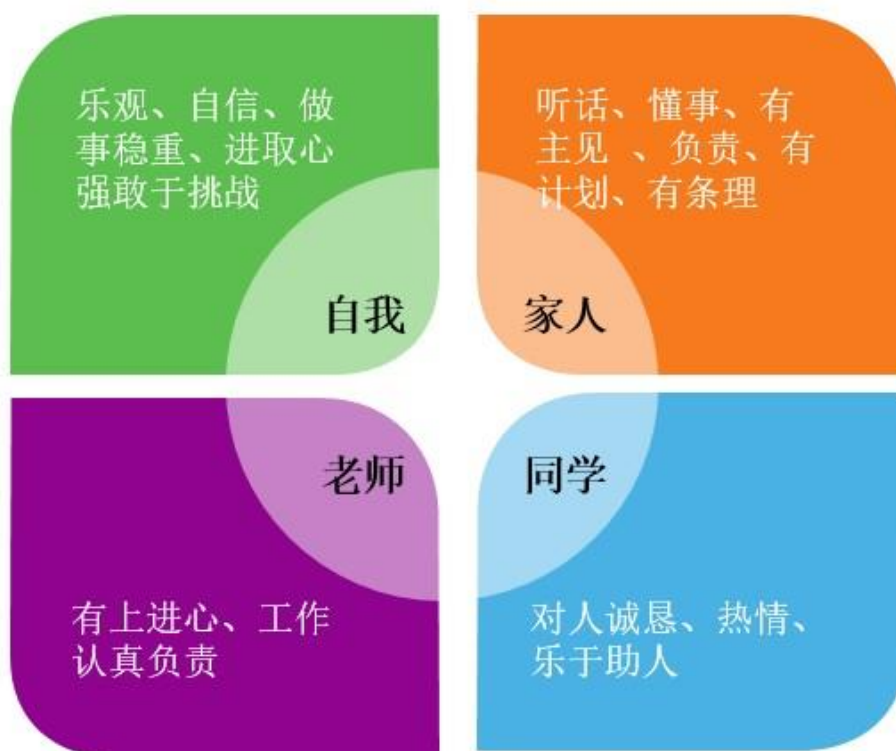 乐观、自信、做
事稳重、进取心
强敢于挑战
自我
听话、懂事、有
主见 、负责、有
计划、有条理
家人
老师
有上进心、工作
认真负责
同学
对人诚恳、热情、
乐于助人